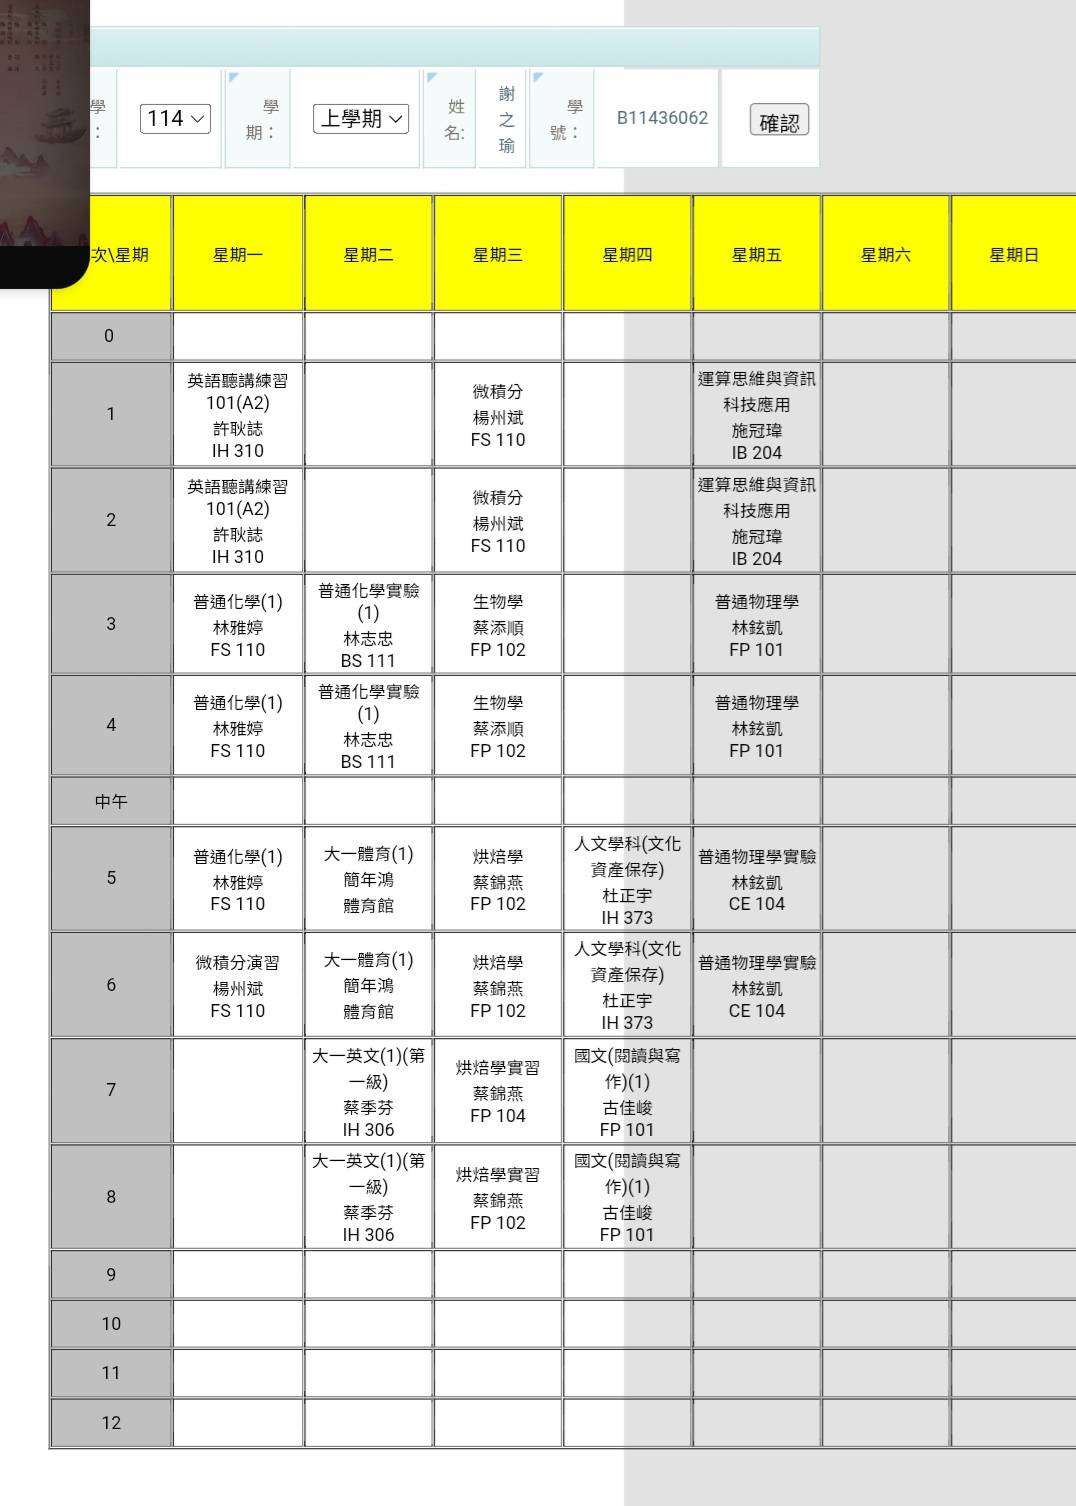 學
：
114
學
期：
上學期
姓
名:
謝
之
瑜
學
號：
B11436062
確認
次\星期
星期一
星期二
星期三
星期四
星期五
星期六
星期日
0
1
英語聽講練習
101(A2)
許耿誌
IH 310
微積分
楊州斌
FS 110
運算思維與資訊
科技應用
施冠瑋
IB 204
2
英語聽講練習
101(A2)
許耿誌
IH 310
微積分
楊州斌
FS 110
運算思維與資訊
科技應用
施冠瑋
IB 204
3
普通化學(1)
林雅婷
FS 110
普通化學實驗
(1)
林志忠
BS 111
生物學
蔡添順
FP 102
普通物理學
林鉉凱
FP 101
4
普通化學(1)
林雅婷
FS 110
普通化學實驗
(1)
林志忠
BS 111
生物學
蔡添順
FP 102
普通物理學
林鉉凱
FP 101
中午
5
普通化學(1)
林雅婷
FS 110
大一體育(1)
簡年鴻
體育館
烘焙學
蔡錦燕
FP 102
人文學科(文化
資產保存)
杜正宇
IH 373
普通物理學實驗
林鉉凱
CE 104
6
微積分演習
楊州斌
FS 110
大一體育(1)
簡年鴻
體育館
烘焙學
蔡錦燕
FP 102
人文學科(文化
資產保存)
杜正宇
IH 373
普通物理學實驗
林鉉凱
CE 104
7
大一英文(1)(第
一級)
蔡季芬
IH 306
烘焙學實習
蔡錦燕
FP 104
國文(閱讀與寫
作)(1)
古佳峻
FP 101
8
大一英文(1)(第
一級)
蔡季芬
IH 306
烘焙學實習
蔡錦燕
FP 102
國文(閱讀與寫
作)(1)
古佳峻
FP 101
9
10
11
12